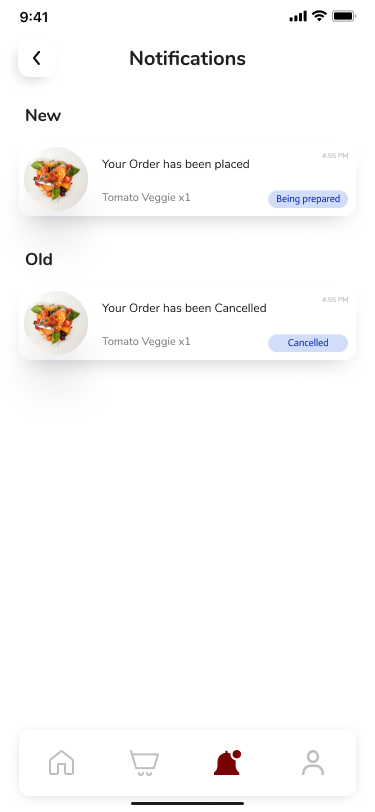 9:41
Notifications
New
Your Order has been placed
4:55 PM
Tomato Veggie x1
Being prepared
Old
Your Order has been Cancelled
4:55 PM
Tomato Veggie x1
Cancelled